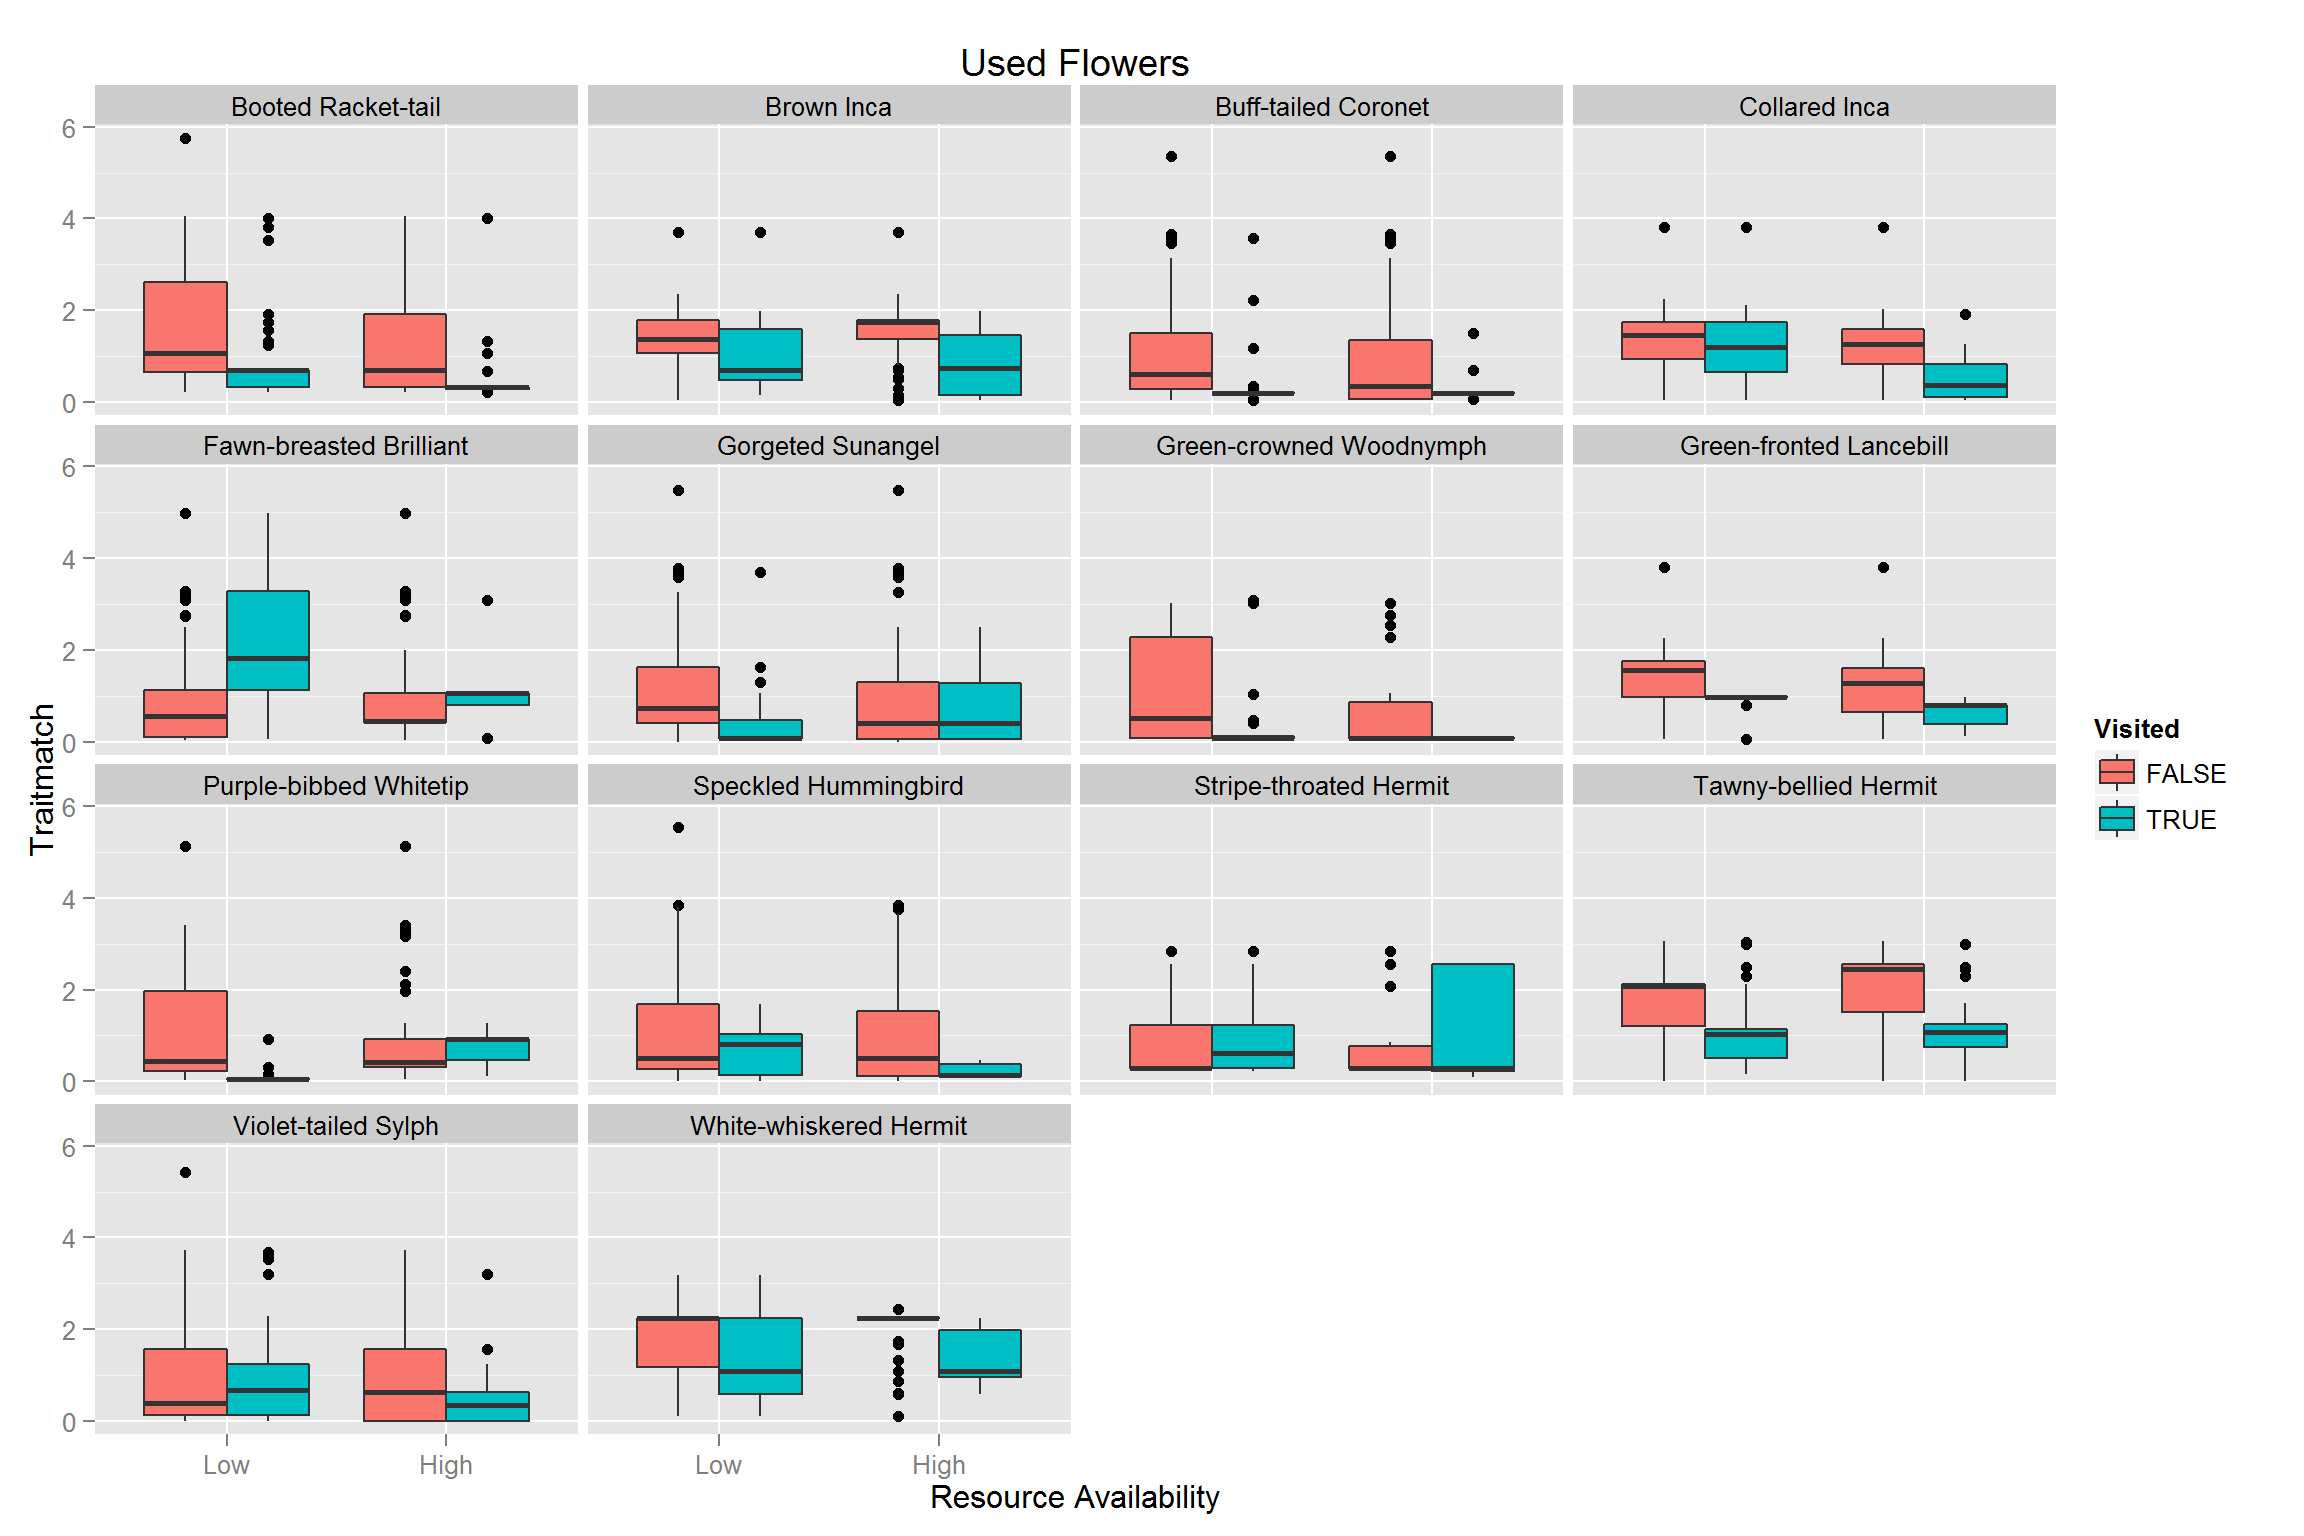 Used Flowers
Booted Racket-tail
Brown Inca
Buff-tailed Coronet
Collared Inca
6
4
2
0
Fawn-breasted Brilliant
Gorgeted Sunangel
Green-crowned Woodnymph
Green-fronted Lancebill
6
4
2
0
Purple-bibbed Whitetip
Speckled Hummingbird
Stripe-throated Hermit
Tawny-bellied Hermit
6
4
2
0
Violet-tailed Sylph
White-whiskered Hermit
6
4
2
0
Low
High
Low
High
Resource Availability
Traitmatch
Visited
FALSE
TRUE